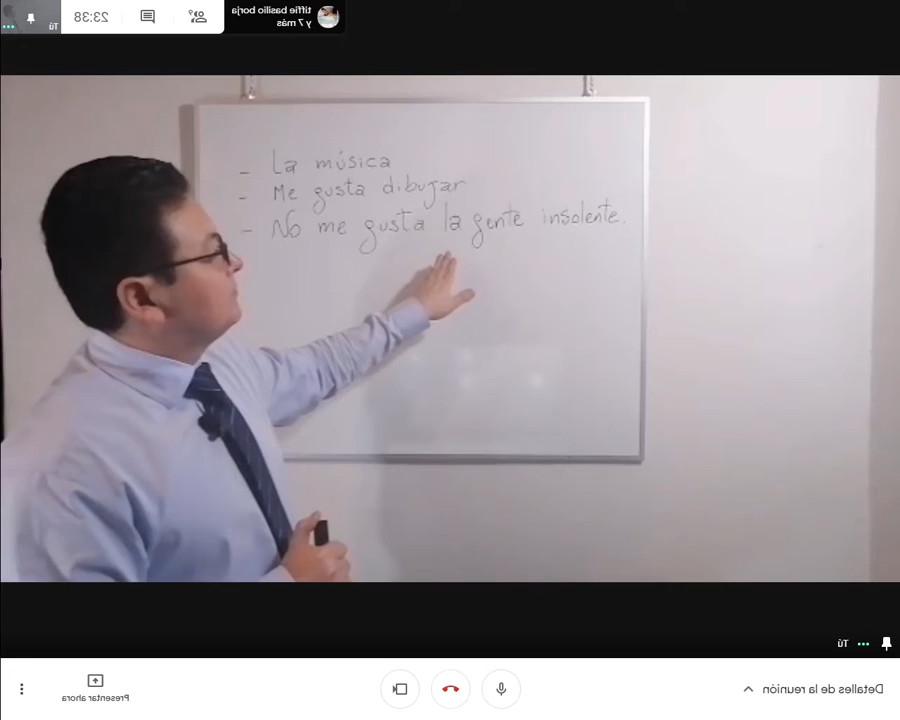 Tú
23:38
tiffie basilio borja
y 7 más
- La música
- Me gusta dibujar
- No me gusta la gente insolente.
Tú
Presentar ahora
Detalles de la reunión